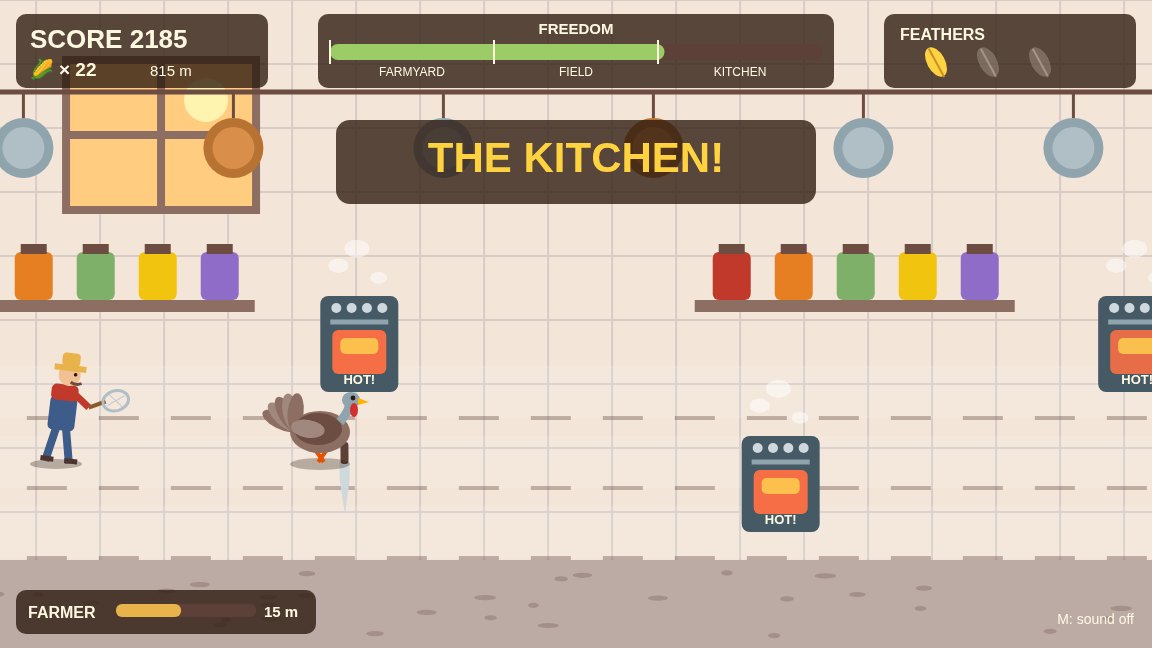 SCORE 2185
🌽 × 22 815 m
FREEDOM
FARMYARD FIELD KITCHEN
FEATHERS
THE KITCHEN!
HOT!
HOT!
HOT!
FARMER 15 m
M: sound off